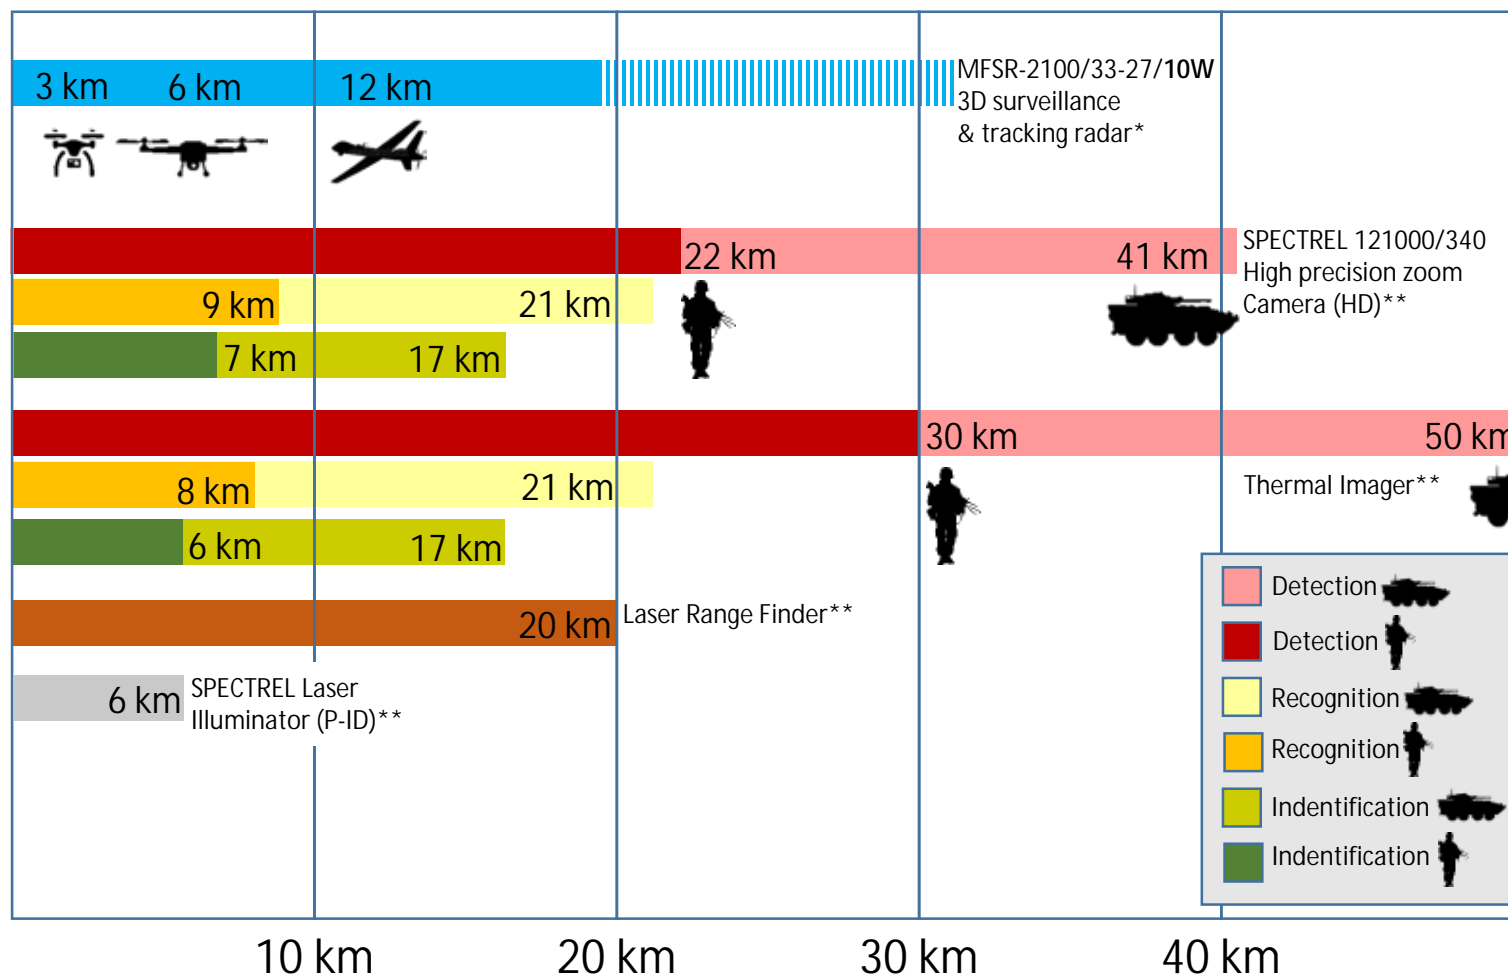 3 km
6 km
12 km
MFSR-2100/33-27/10W
3D surveillance
& tracking radar*
22 km
41 km
SPECTREL 121000/340
High precision zoom
Camera (HD)**
9 km
21 km
7 km
17 km
30 km
50 km
8 km
21 km
Thermal Imager**
6 km
17 km
20 km
Laser Range Finder**
6 km
SPECTREL Laser
Illuminator (P-ID)**
Detection
Detection
Recognition
Recognition
Indentification
Indentification
10 km
20 km
30 km
40 km